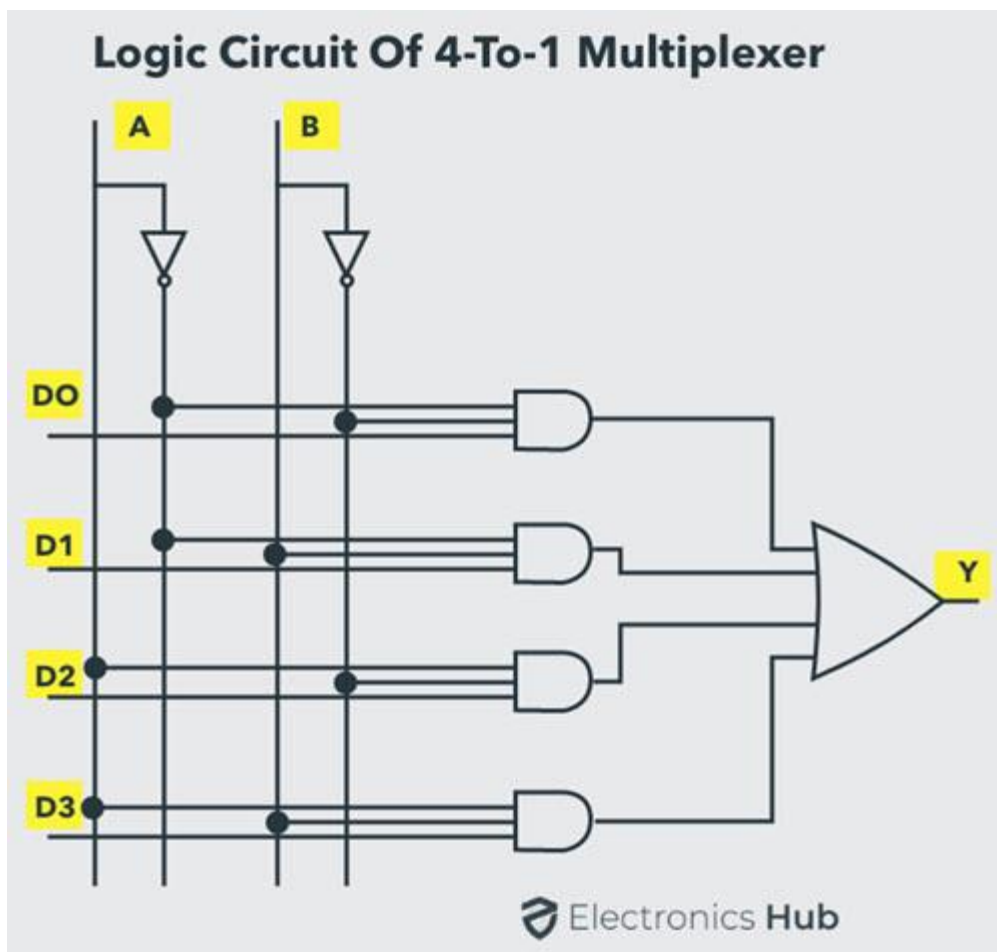 Logic Circuit Of 4-To-1 Multiplexer
A
B
DO
D1
Y
D2
D3
Electronics Hub